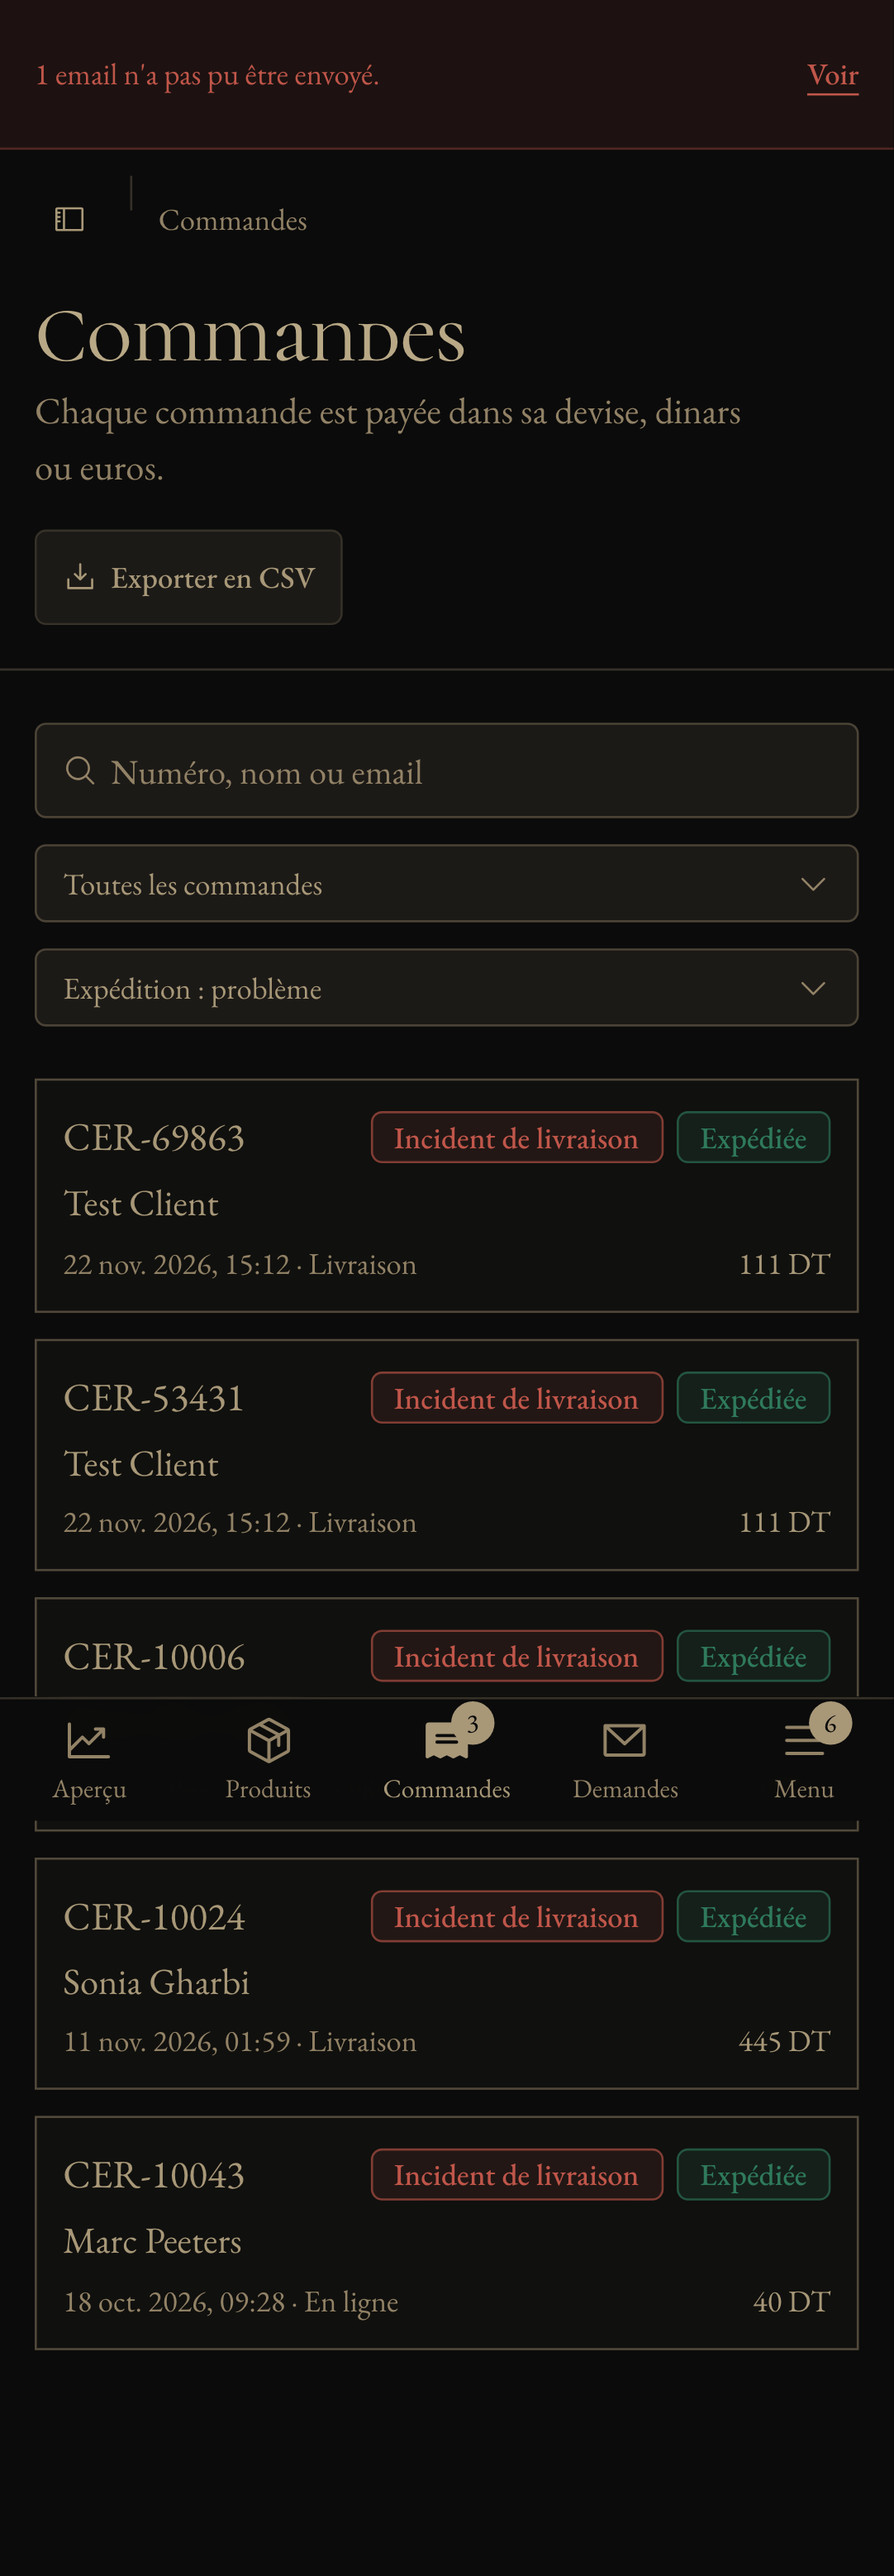 1 email n'a pas pu être envoyé.
Voir
Commandes
Commandes
Chaque commande est payée dans sa devise, dinars
ou euros.
Exporter en CSV
Numéro, nom ou email
Toutes les commandes
Expédition : problème
CER-69863 Incident de livraison Expédiée
Test Client
22 nov. 2026, 15:12 · Livraison 111 DT
CER-53431 Incident de livraison Expédiée
Test Client
22 nov. 2026, 15:12 · Livraison 111 DT
CER-10006 Incident de livraison Expédiée
3 6
Aperçu Produits Commandes Demandes Menu
CER-10024 Incident de livraison Expédiée
Sonia Gharbi
11 nov. 2026, 01:59 · Livraison 445 DT
CER-10043 Incident de livraison Expédiée
Marc Peeters
18 oct. 2026, 09:28 · En ligne 40 DT